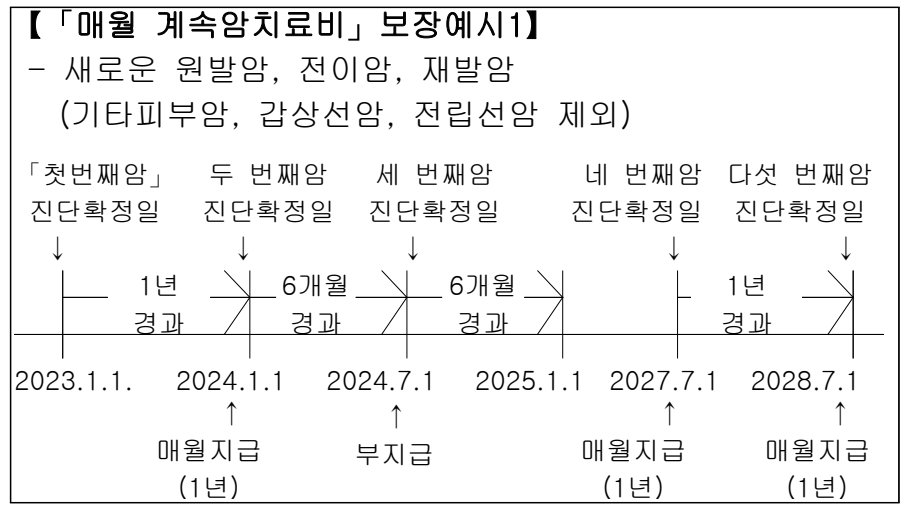 【「매월 계속암치료비」보장예시1】
- 새로운 원발암, 전이암, 재발암
(기타피부암, 갑상선암, 전립선암 제외)
「첫번째암」 두 번째암 세 번째암 네 번째암 다섯 번째암
진단확정일 진단확정일 진단확정일 진단확정일 진단확정일
↓ ↓ ↓ ↓ ↓
1년 6개월 6개월 1년
경과 경과 경과 경과
2023.1.1. 2024.1.1 2024.7.1 2025.1.1 2027.7.1 2028.7.1
↑ ↑ ↑ ↑
매월지급 부지급 매월지급 매월지급
(1년) (1년) (1년)